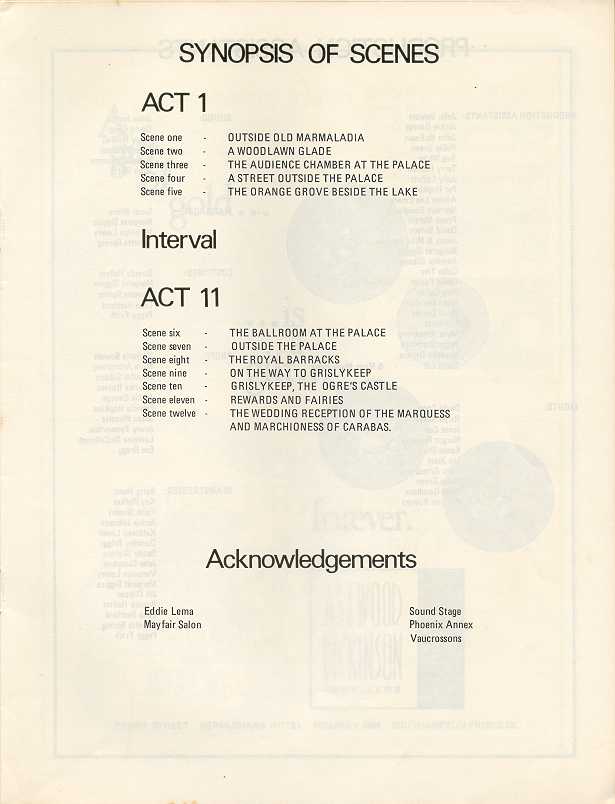 SYNOPSIS OF SCENES
ACT 1
Scene one - OUTSIDE OLD MARMALADIA
Scene two - A WOODLAWN GLADE
Scene three - THE AUDIENCE CHAMBER AT THE PALACE
Scene four - A STREET OUTSIDE THE PALACE
Scene five - THE ORANGE GROVE BESIDE THE LAKE
Interval
ACT 11
Scene six - THE BALLROOM AT THE PALACE
Scene seven - OUTSIDE THE PALACE
Scene eight - THE ROYAL BARRACKS
Scene nine - ON THE WAY TO GRISLYKEEP
Scene ten - GRISLYKEEP, THE OGRE'S CASTLE
Scene eleven - REWARDS AND FAIRIES
Scene twelve - THE WEDDING RECEPTION OF THE MARQUESS
AND MARCHIONESS OF CARABAS.
Acknowledgements
Eddie Lema Sound Stage
Mayfair Salon Phoenix Annex
Vaucrossons